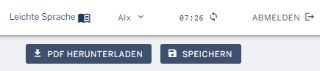 Leichte Sprache Alx 07:26 ABMELDEN
PDF HERUNTERLADEN SPEICHERN